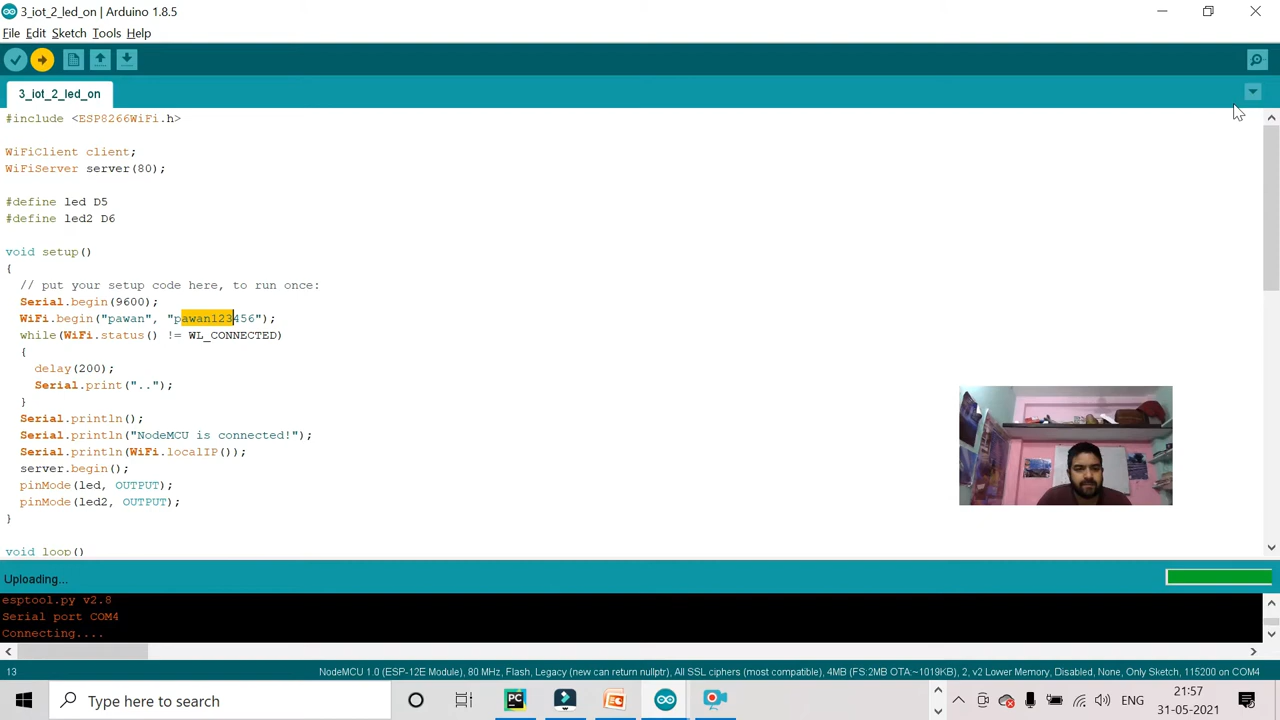 3_iot_2_led_on | Arduino 1.8.5
File Edit Sketch Tools Help
3_iot_2_led_on
#include <ESP8266WiFi.h>
WiFiClient client;
WiFiServer server(80);
#define led D5
#define led2 D6
void setup()
{
// put your setup code here, to run once:
Serial.begin(9600);
WiFi.begin("pawan", "pawan123456");
while(WiFi.status() != WL_CONNECTED)
{
delay(200);
Serial.print("..");
}
Serial.println();
Serial.println("NodeMCU is connected!");
Serial.println(WiFi.localIP());
server.begin();
pinMode(led, OUTPUT);
pinMode(led2, OUTPUT);
}
void loop()
Uploading...
esptool.py v2.8
Serial port COM4
Connecting....
13 NodeMCU 1.0 (ESP-12E Module), 80 MHz, Flash, Legacy (new can return nullptr), All SSL ciphers (most compatible), 4MB (FS:2MB OTA:~1019KB), 2, v2 Lower Memory, Disabled, None, Only Sketch, 115200 on COM4
Type here to search
PC
ENG
21:57
31-05-2021